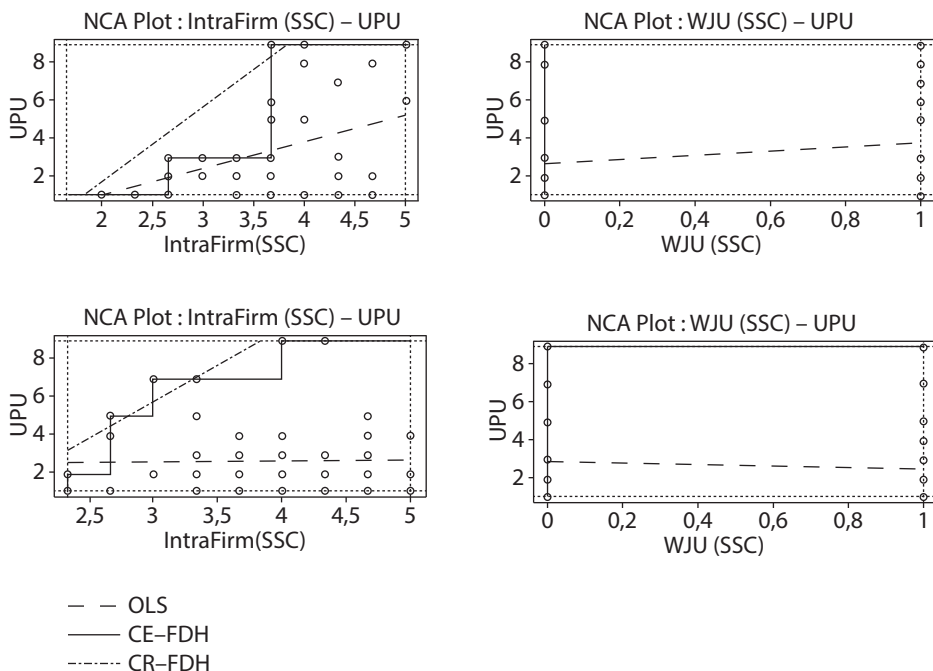 NCA Plot : IntraFirm (SSC) – UPU
8
6
4
2
UPU
2 2,5 3 3,5 4 4,5 5
IntraFirm(SSC)
NCA Plot : WJU (SSC) – UPU
8
6
4
2
UPU
0 0,2 0,4 0,6 0,8 1
WJU (SSC)
NCA Plot : IntraFirm (SSC) – UPU
8
6
4
2
UPU
2,5 3 3,5 4 4,5 5
IntraFirm(SSC)
NCA Plot : WJU (SSC) – UPU
8
6
4
2
UPU
0 0,2 0,4 0,6 0,8 1
WJU (SSC)
OLS
CE–FDH
CR–FDH